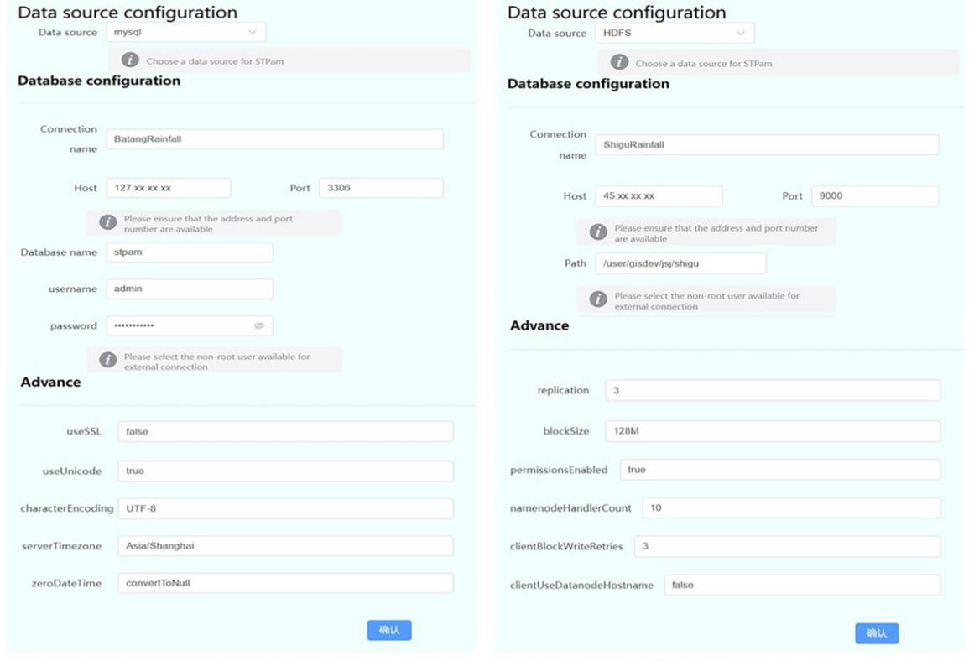 Data source configuration
Data source mysql
Choose a data source for STPam
Database configuration
Connection name BatangRainfall
Host 127.xx.xx.xx Port 3306
Please ensure that the address and port
number are available
Database name stpam
username admin
password ···········
Please select the non-root user available for
external connection
Advance
useSSL false
useUnicode true
characterEncoding UTF-8
serverTimezone Asia/Shanghai
zeroDateTime convertToNull
确认
Data source configuration
Data source HDFS
Choose a data source for STPam
Database configuration
Connection name ShiguRainfall
Host 45.xx.xx.xx Port 9000
Please ensure that the address and port number
are available
Path /user/gisdev/jsj/shigu
Please select the non-root user available for
external connection
Advance
replication 3
blockSize 128M
permissionsEnabled true
namenodeHandlerCount 10
clientBlockWriteRetries 3
clientUseDatanodeHostname false
确认